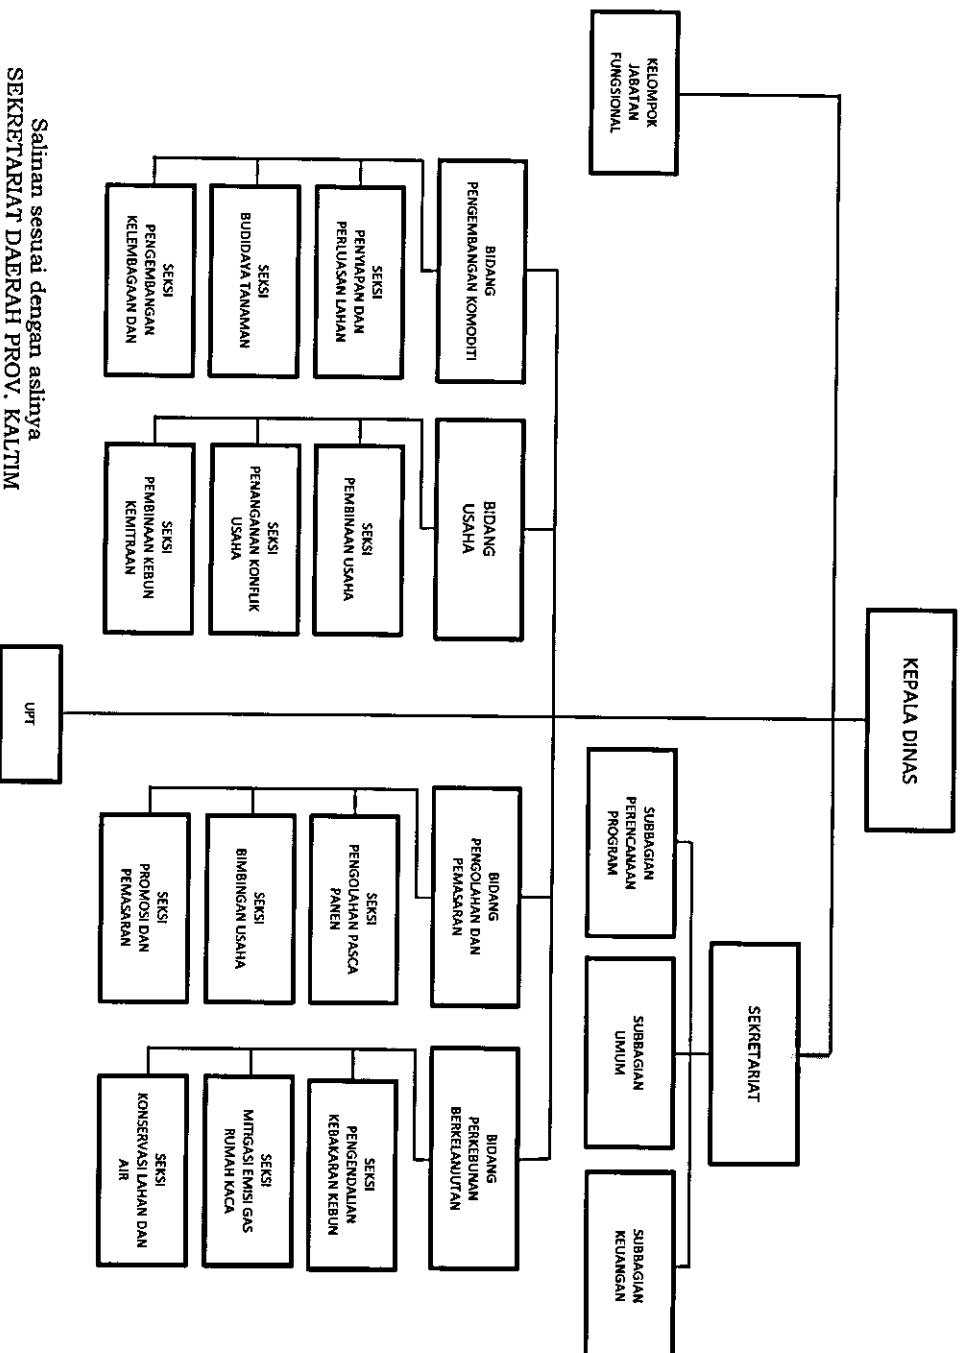 KEPALA DINAS
KELOMPOK
JABATAN
FUNGSIONAL
SEKRETARIAT
SUBBAGIAN
PERENCANAAN
PROGRAM
SUBBAGIAN
UMUM
SUBBAGIAN
KEUANGAN
BIDANG
PENGEMBANGAN KOMODITI
SEKSI
PENYIAPAN DAN
PERLUASAN LAHAN
SEKSI
BUDIDAYA TANAMAN
SEKSI
PENGEMBANGAN
KELEMBAGAAN DAN
BIDANG
USAHA
SEKSI
PEMBINAAN USAHA
SEKSI
PENANGANAN KONFLIK
USAHA
SEKSI
PEMBINAAN KEBUN
KEMITRAAN
BIDANG
PENGOLAHAN DAN
PEMASARAN
SEKSI
PENGOLAHAN PASCA
PANEN
SEKSI
BIMBINGAN USAHA
SEKSI
PROMOSI DAN
PEMASARAN
BIDANG
PERKEBUNAN
BERKELANJUTAN
SEKSI
PENGENDALIAN
KEBAKARAN KEBUN
SEKSI
MITIGASI EMISI GAS
RUMAH KACA
SEKSI
KONSERVASI LAHAN DAN
AIR
UPT
Salinan sesuai dengan aslinya
SEKRETARIAT DAERAH PROV. KALTIM